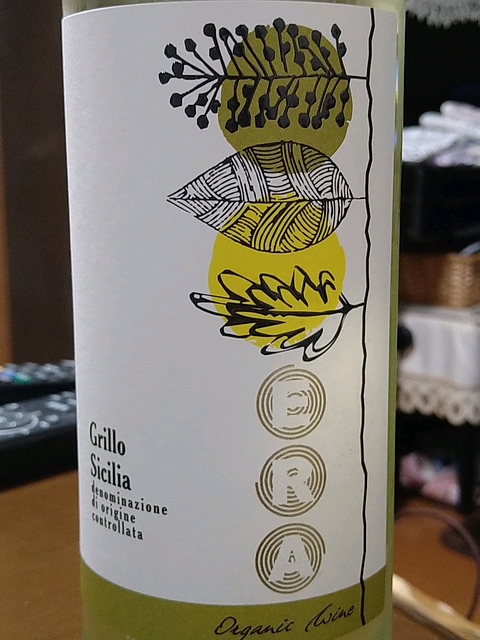 E
R
A
Grillo
Sicilia
denominazione
di origine
controllata
Organic Wine